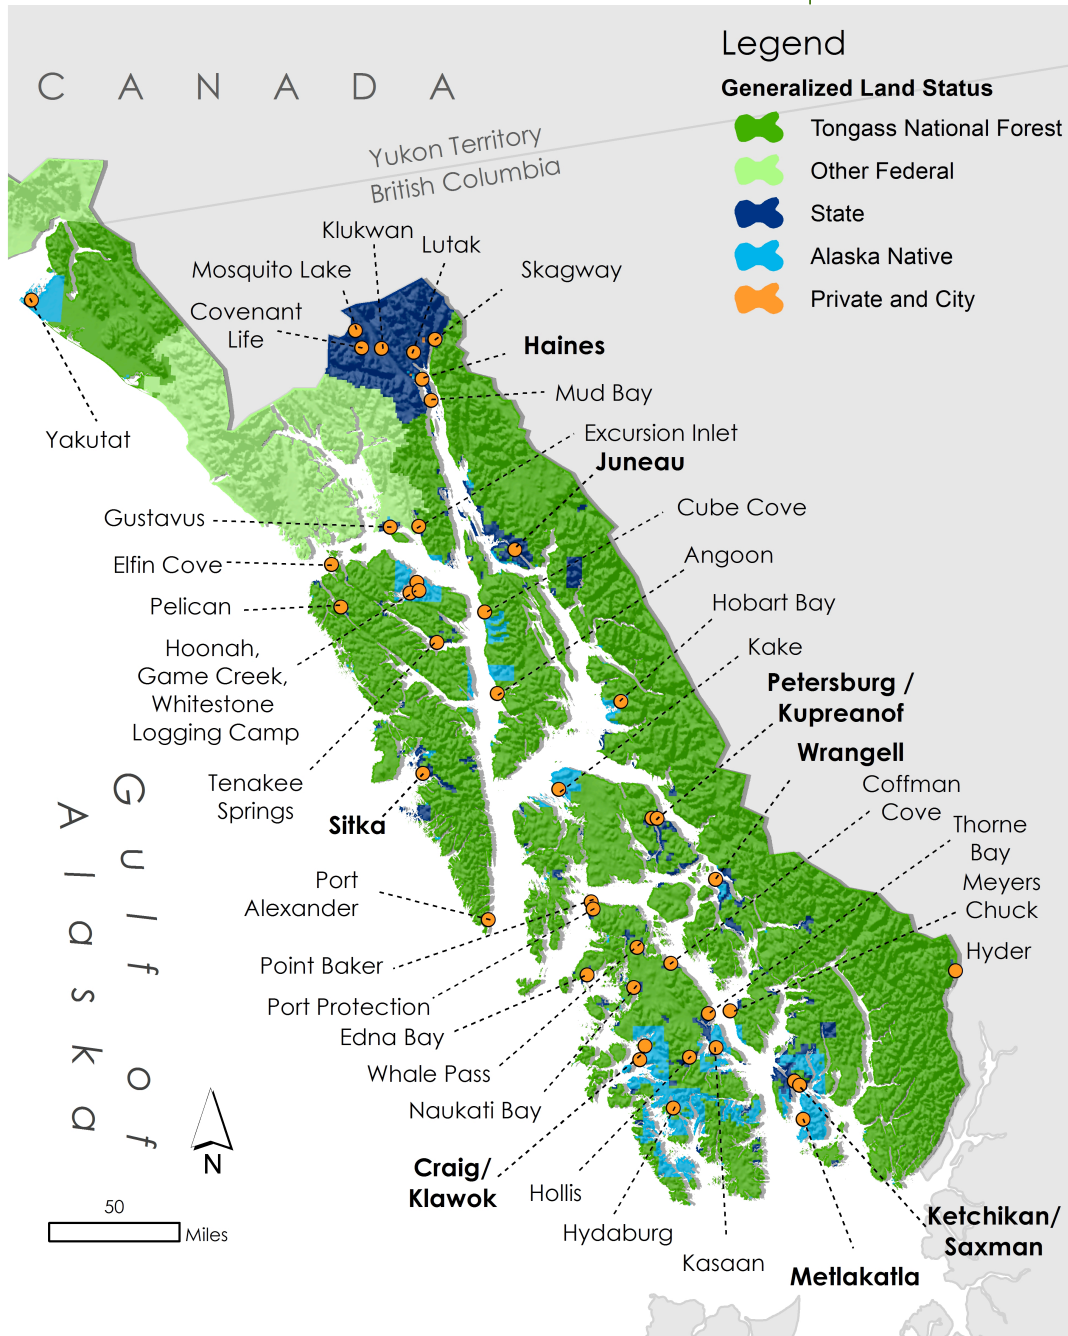 Legend
Generalized Land Status
Tongass National Forest
Other Federal
State
Alaska Native
Private and City
CANADA
Yukon Territory
British Columbia
Klukwan
Lutak
Mosquito Lake
Skagway
Covenant
Life
Haines
Mud Bay
Yakutat
Excursion Inlet
Juneau
Cube Cove
Gustavus
Angoon
Elfin Cove
Hobart Bay
Pelican
Kake
Hoonah,
Game Creek,
Whitestone
Logging Camp
Petersburg /
Kupreanof
Wrangell
Tenakee
Springs
Coffman
Cove
Sitka
Thorne
Bay
Port
Alexander
Meyers
Chuck
Hyder
Point Baker
Port Protection
Edna Bay
Whale Pass
Naukati Bay
Gulf of
Alaska
N
Craig/
Klawok
Hollis
50
Miles
Hydaburg
Kasaan
Ketchikan/
Saxman
Metlakatla